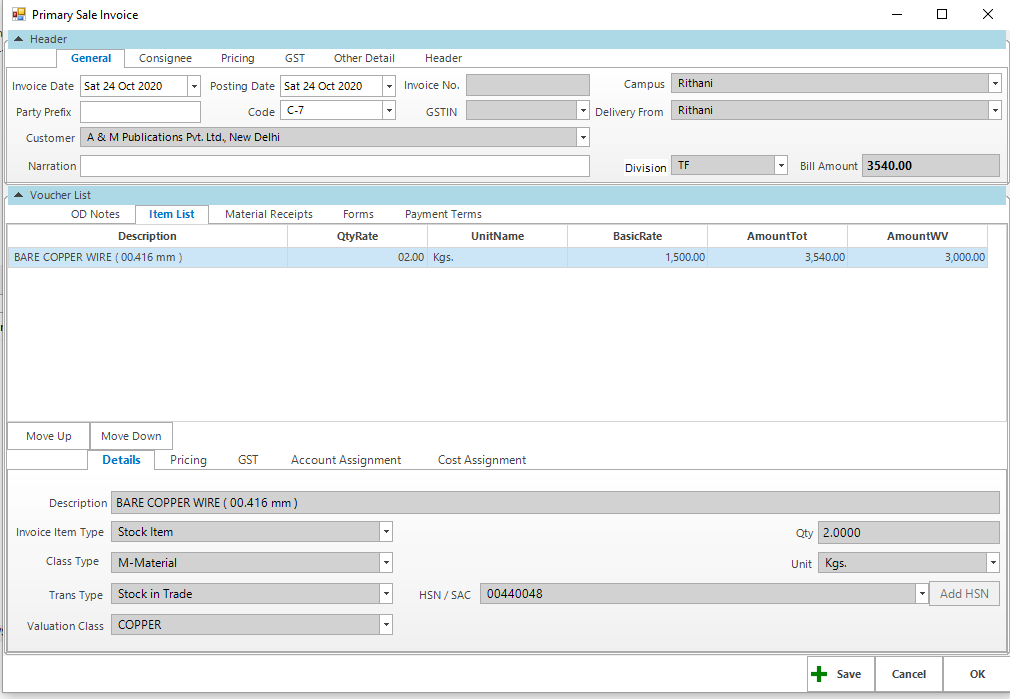 Primary Sale Invoice
Header
General Consignee Pricing GST Other Detail Header
Invoice Date Sat 24 Oct 2020 Posting Date Sat 24 Oct 2020 Invoice No. Campus Rithani
Party Prefix Code C-7 GSTIN Delivery From Rithani
Customer A & M Publications Pvt. Ltd., New Delhi
Narration Division TF Bill Amount 3540.00
Voucher List
OD Notes Item List Material Receipts Forms Payment Terms
Description QtyRate UnitName BasicRate AmountTot AmountWV
BARE COPPER WIRE ( 00.416 mm ) 02.00 Kgs. 1,500.00 3,540.00 3,000.00
Move Up Move Down
Details Pricing GST Account Assignment Cost Assignment
Description BARE COPPER WIRE ( 00.416 mm )
Invoice Item Type Stock Item Qty 2.0000
Class Type M-Material Unit Kgs.
Trans Type Stock in Trade HSN / SAC 00440048 Add HSN
Valuation Class COPPER
Save Cancel OK